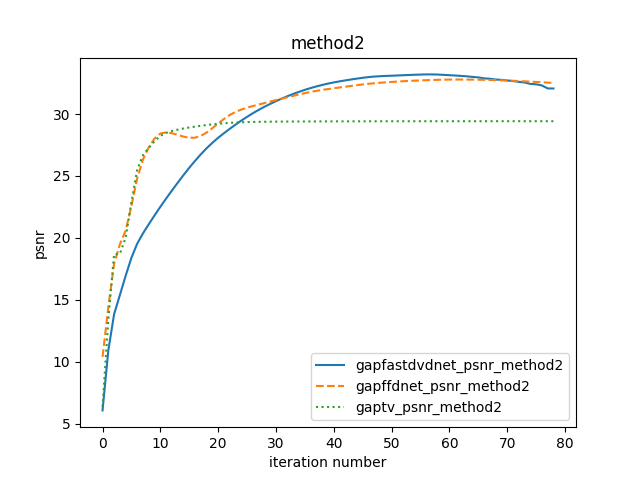 method2
psnr
30
25
20
15
10
5
0 10 20 30 40 50 60 70 80
iteration number
gapfastdvdnet_psnr_method2
gapffdnet_psnr_method2
gaptv_psnr_method2